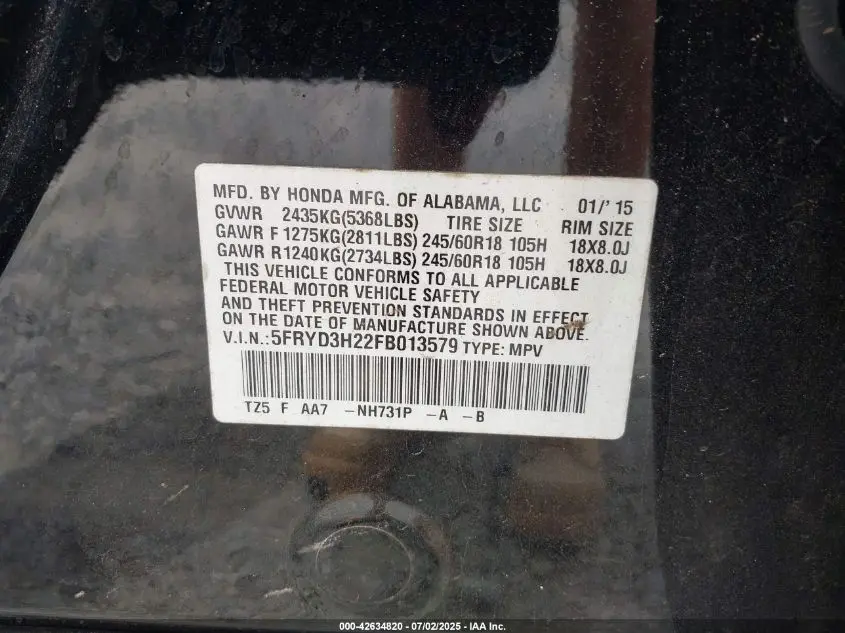 MFD. BY HONDA MFG. OF ALABAMA, LLC 01/' 15
GVWR 2435KG(5368LBS) TIRE SIZE RIM SIZE
GAWR F 1275KG(2811LBS) 245/60R18 105H 18X8.0J
GAWR R1240KG(2734LBS) 245/60R18 105H 18X8.0J
THIS VEHICLE CONFORMS TO ALL APPLICABLE
FEDERAL MOTOR VEHICLE SAFETY
AND THEFT PREVENTION STANDARDS IN EFFECT
ON THE DATE OF MANUFACTURE SHOWN ABOVE.
V.I.N.:5FRYD3H22FB013579 TYPE: MPV
TZ5 F AA7 -NH731P -A -B
000-42634820 - 07/02/2025 - IAA Inc.